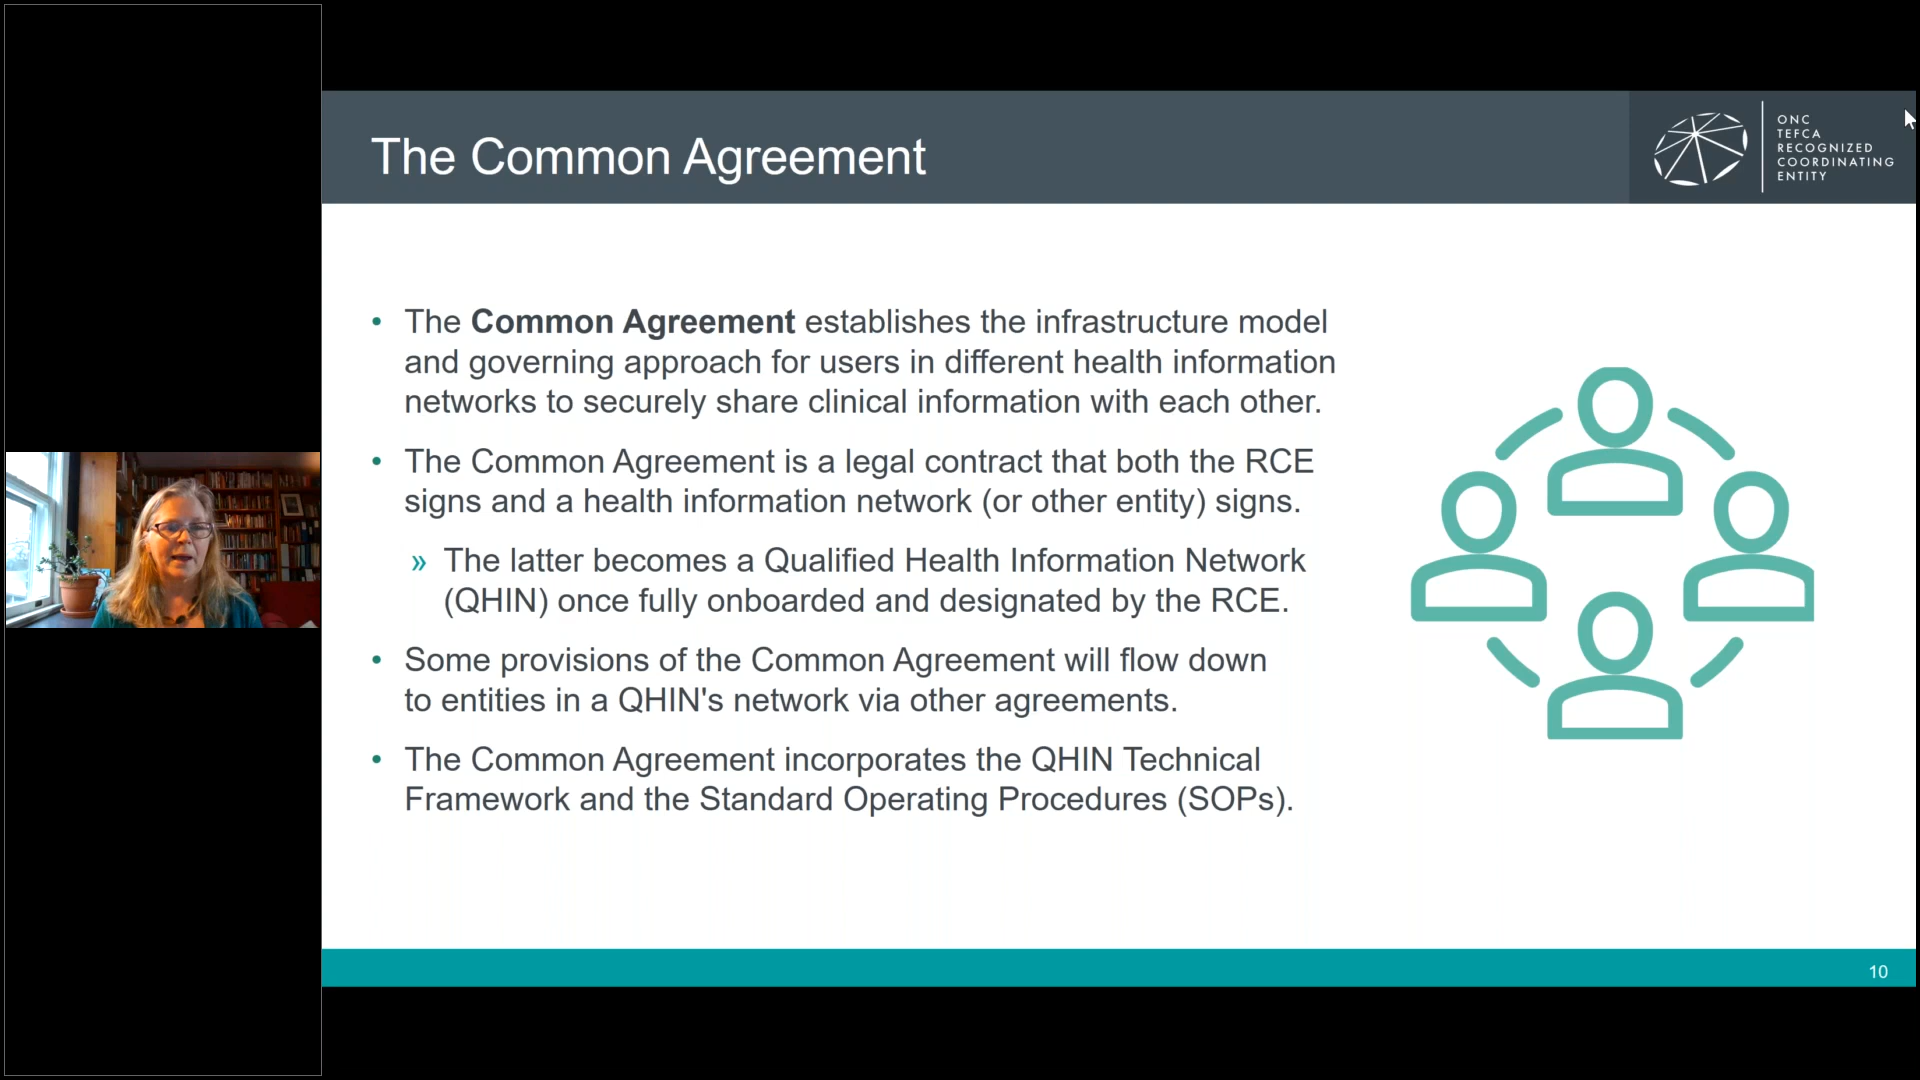 The Common Agreement
ONC
TEFCA
RECOGNIZED
COORDINATING
ENTITY
• The Common Agreement establishes the infrastructure model
and governing approach for users in different health information
networks to securely share clinical information with each other.
• The Common Agreement is a legal contract that both the RCE
signs and a health information network (or other entity) signs.
» The latter becomes a Qualified Health Information Network
(QHIN) once fully onboarded and designated by the RCE.
• Some provisions of the Common Agreement will flow down
to entities in a QHIN's network via other agreements.
• The Common Agreement incorporates the QHIN Technical
Framework and the Standard Operating Procedures (SOPs).
10